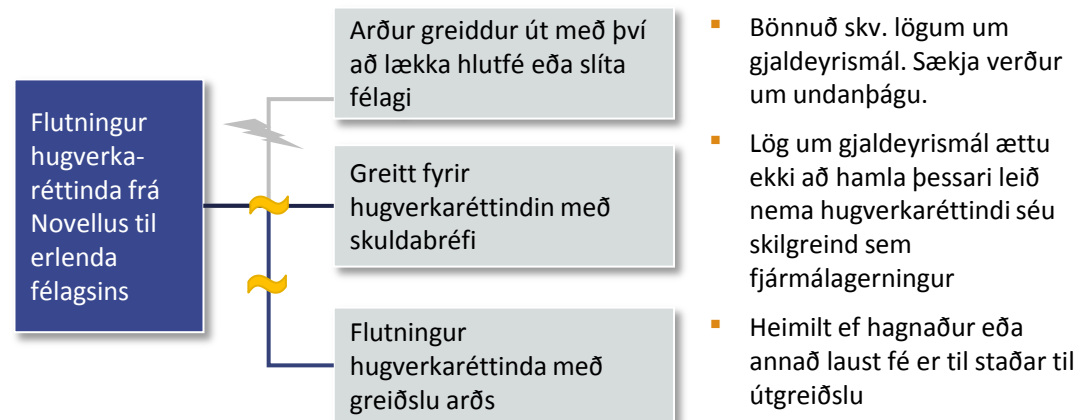 Flutningur
hugverka-
réttinda frá
Novellus til
erlenda
félagsins
Arður greiddur út með því
að lækka hlutfé eða slíta
félagi
Greitt fyrir
hugverkaréttindin með
skuldabréfi
Flutningur
hugverkaréttinda með
greiðslu arðs
Bönnuð skv. lögum um
gjaldeyrismál. Sækja verður
um undanþágu.
Lög um gjaldeyrismál ættu
ekki að hamla þessari leið
nema hugverkaréttindi séu
skilgreind sem
fjármálagerningur
Heimilt ef hagnaður eða
annað laust fé er til staðar til
útgreiðslu